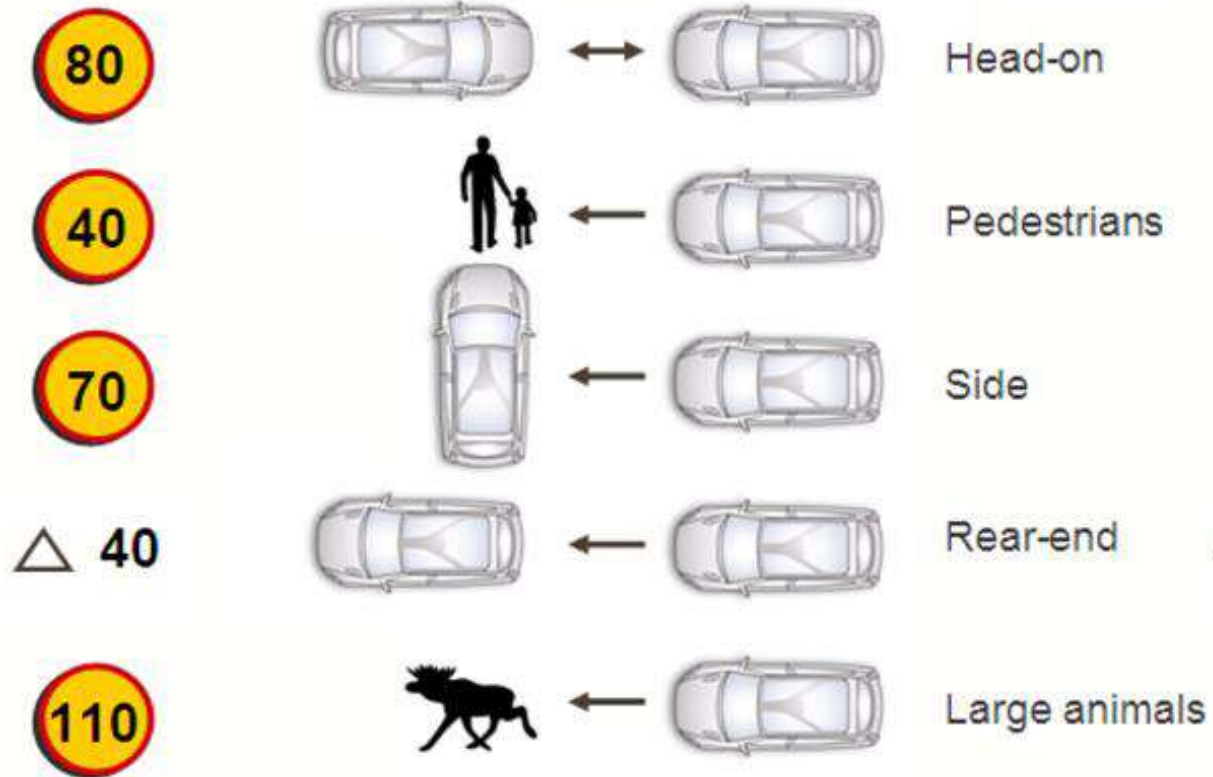 80 Head-on
40 Pedestrians
70 Side
△ 40 Rear-end
110 Large animals